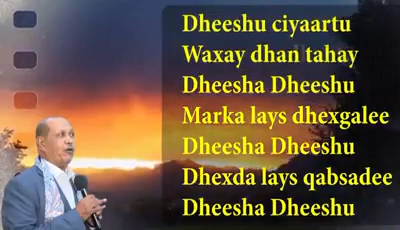 Dheeshu ciyaartu
Waxay dhan tahay
Dheesha Dheeshu
Marka lays dhexgalee
Dheesha Dheeshu
Dhexda lays qabsadee
Dheesha Dheeshu